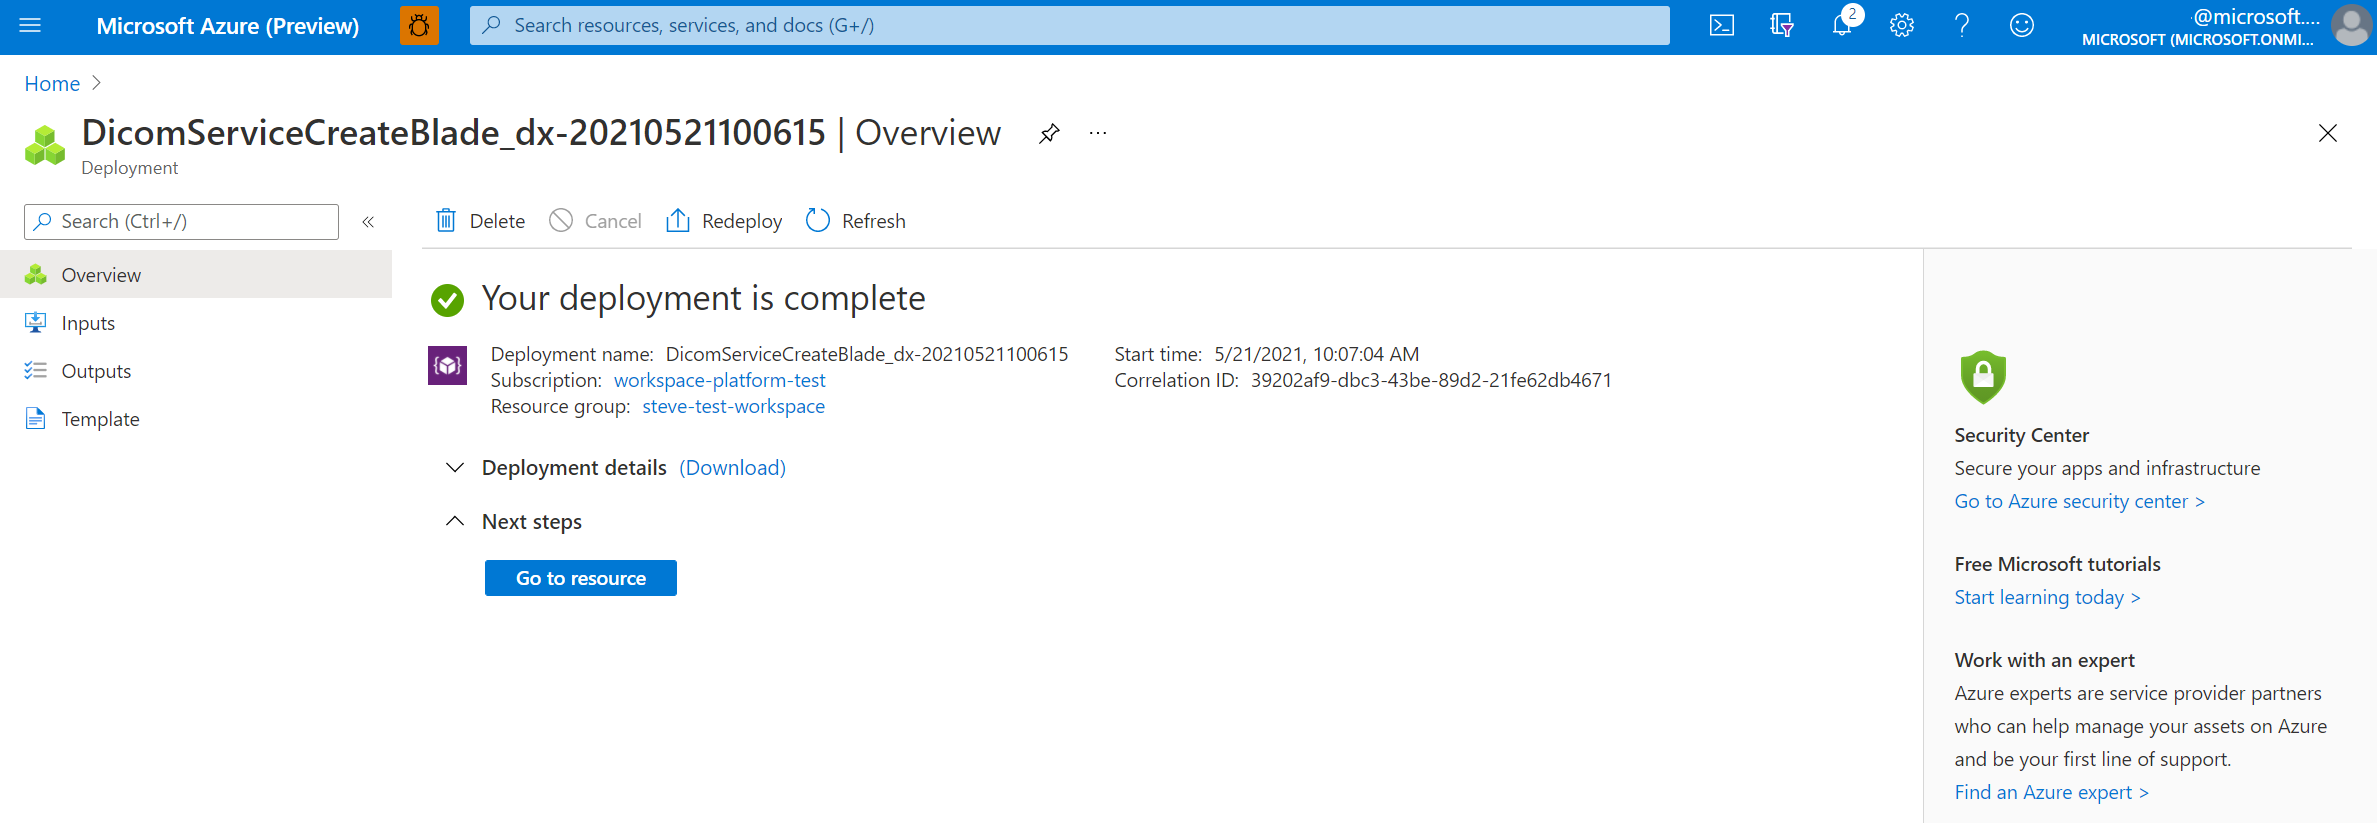 Microsoft Azure (Preview)
Search resources, services, and docs (G+/)
2
@microsoft....
MICROSOFT (MICROSOFT.ONMI...
Home
DicomServiceCreateBlade_dx-20210521100615 | Overview
Deployment
Search (Ctrl+/)
Delete
Cancel
Redeploy
Refresh
Overview
Inputs
Outputs
Template
Your deployment is complete
Deployment name: DicomServiceCreateBlade_dx-20210521100615
Subscription: workspace-platform-test
Resource group: steve-test-workspace
Start time: 5/21/2021, 10:07:04 AM
Correlation ID: 39202af9-dbc3-43be-89d2-21fe62db4671
Deployment details (Download)
Next steps
Go to resource
Security Center
Secure your apps and infrastructure
Go to Azure security center >
Free Microsoft tutorials
Start learning today >
Work with an expert
Azure experts are service provider partners
who can help manage your assets on Azure
and be your first line of support.
Find an Azure expert >